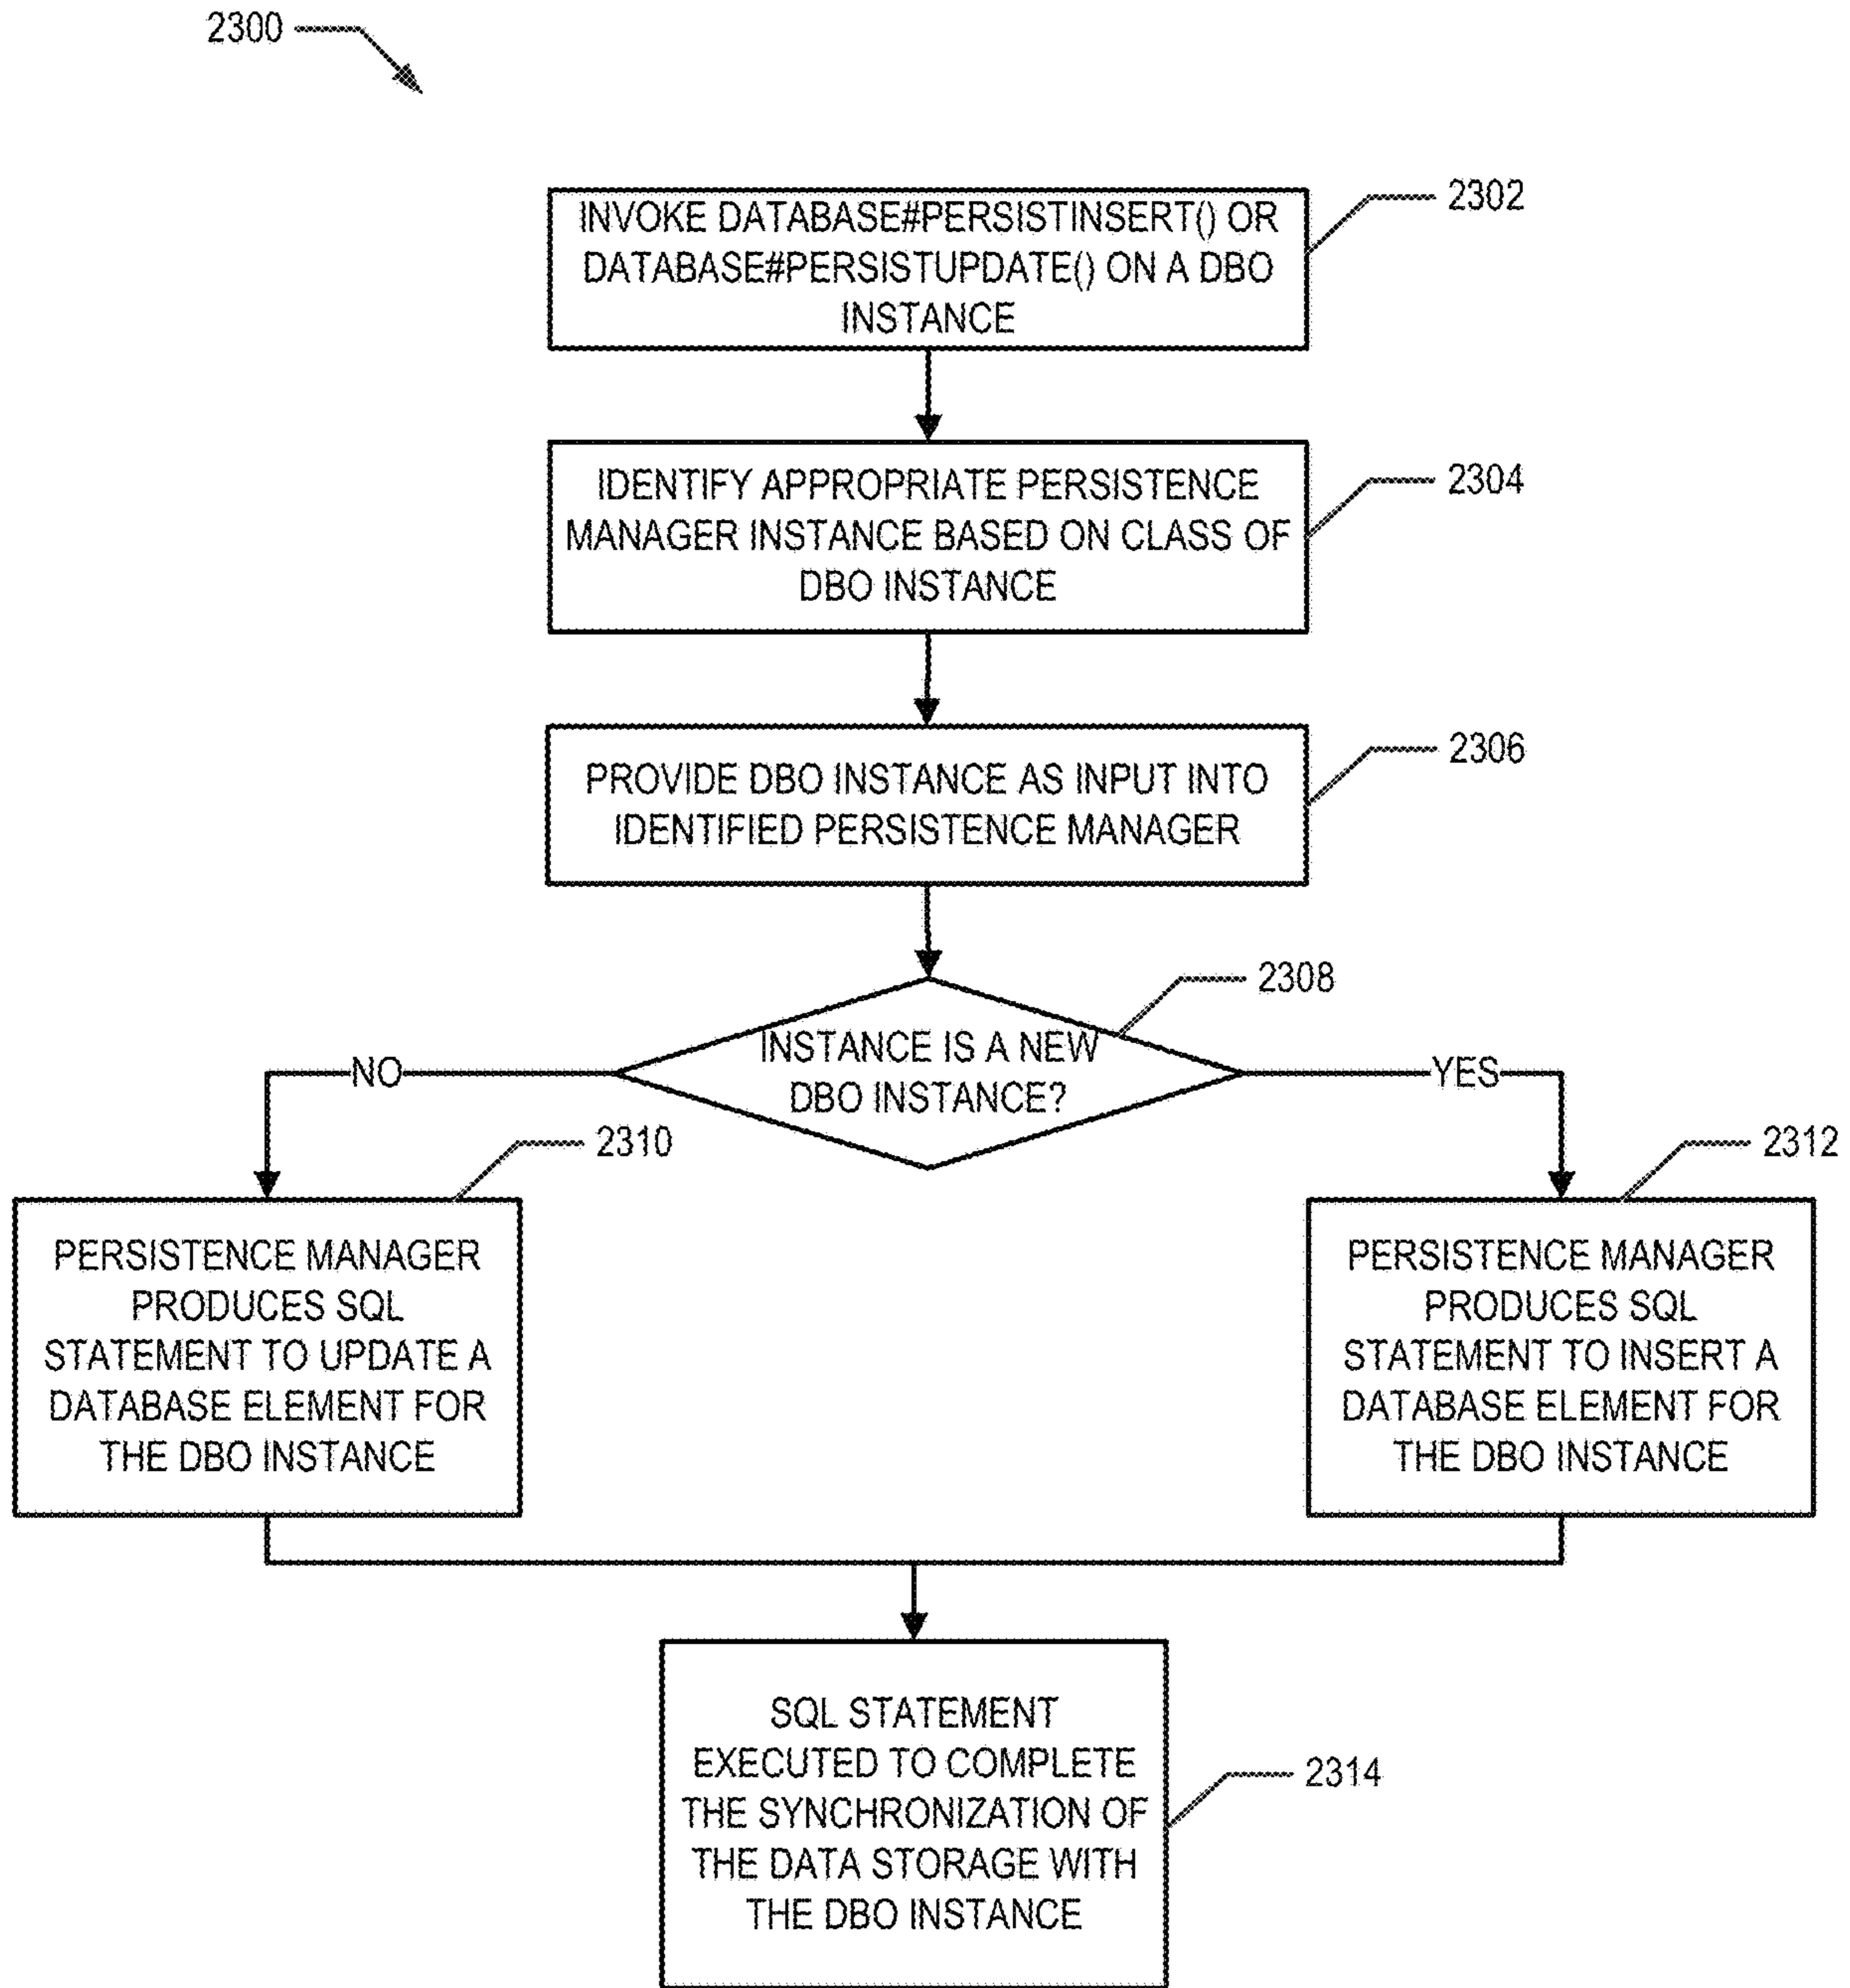 2300
INVOKE DATABASE#PERSISTINSERT() OR
DATABASE#PERSISTUPDATE() ON A DBO
INSTANCE
2302
IDENTIFY APPROPRIATE PERSISTENCE
MANAGER INSTANCE BASED ON CLASS OF
DBO INSTANCE
2304
PROVIDE DBO INSTANCE AS INPUT INTO
IDENTIFIED PERSISTENCE MANAGER
2306
INSTANCE IS A NEW
DBO INSTANCE?
2308
NO
YES
2310
PERSISTENCE MANAGER
PRODUCES SQL
STATEMENT TO UPDATE A
DATABASE ELEMENT FOR
THE DBO INSTANCE
2312
PERSISTENCE MANAGER
PRODUCES SQL
STATEMENT TO INSERT A
DATABASE ELEMENT FOR
THE DBO INSTANCE
SQL STATEMENT
EXECUTED TO COMPLETE
THE SYNCHRONIZATION OF
THE DATA STORAGE WITH
THE DBO INSTANCE
2314